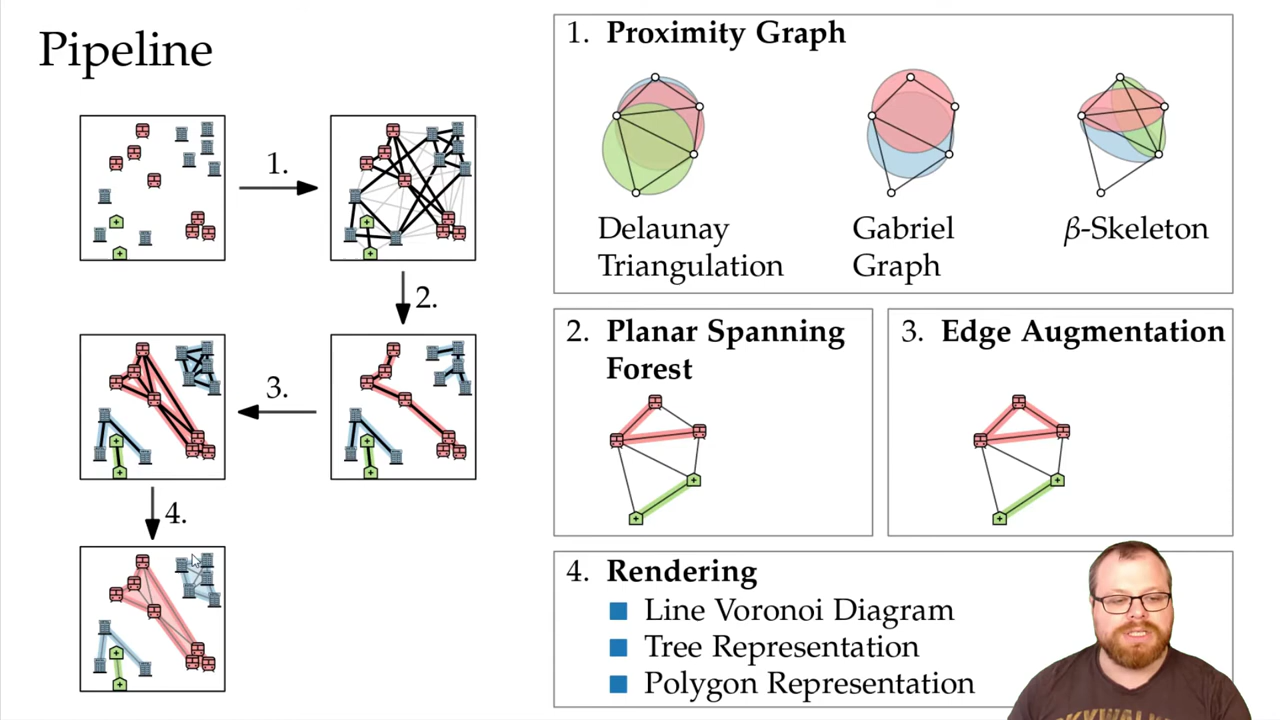 Pipeline
1.
2.
3.
4.
1. Proximity Graph
Delaunay
Triangulation
Gabriel
Graph
β-Skeleton
2. Planar Spanning
Forest
3. Edge Augmentation
4. Rendering
Line Voronoi Diagram
Tree Representation
Polygon Representation